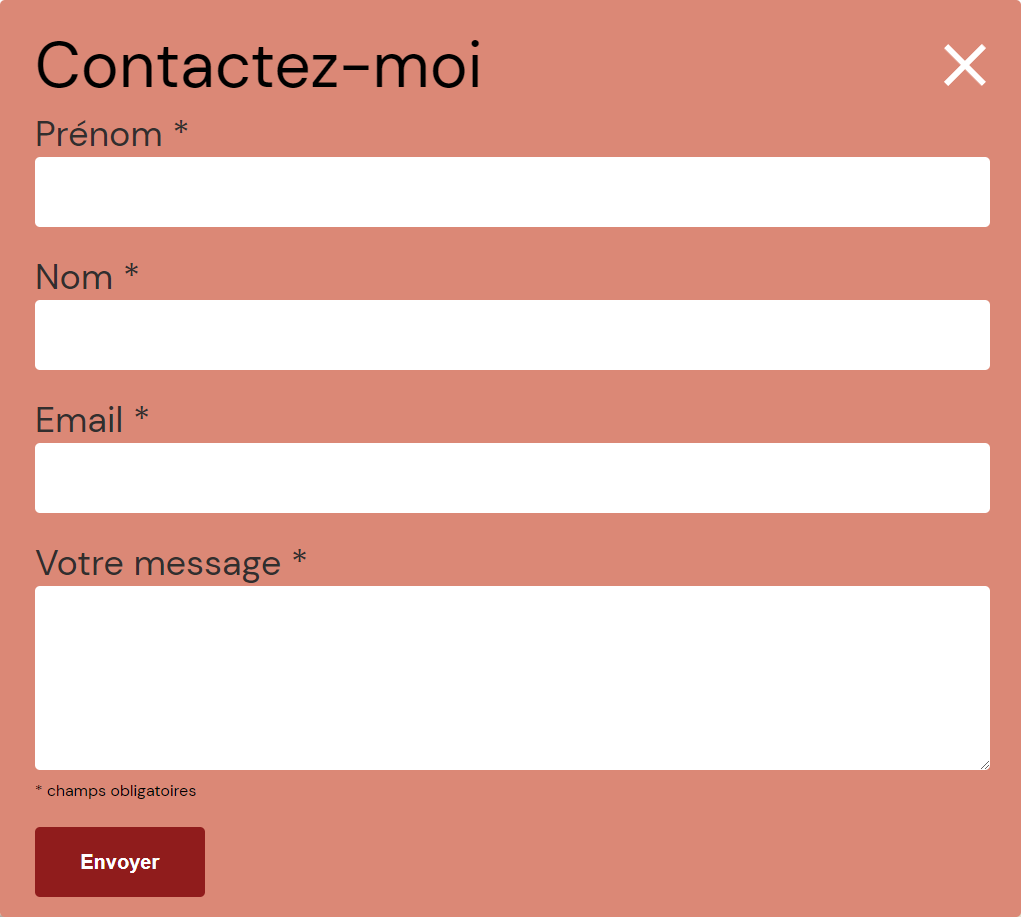 Contactez-moi
Prénom *
Nom *
Email *
Votre message *
* champs obligatoires
Envoyer